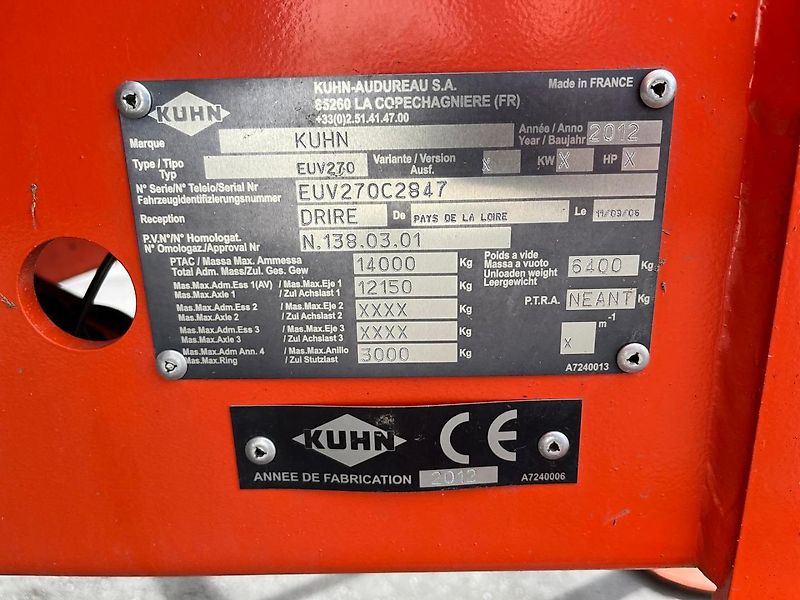 KUHN
KUHN-AUDUREAU S.A.
85260 LA COPECHAGNIERE (FR)
+33(0)2.51.41.47.00
Made in FRANCE
Marque KUHN
Année / Anno 2012
Year / Baujahr
Type / Tipo EUV270 Variante / Version X KW X HP X
Typ Ausf.
N° Serie/N° Teleio/Serial Nr EUV270C2847
Fahrzeugidentifizierungsnummer
Reception DRIRE De PAYS DE LA LOIRE Le 11/09/06
P.V.N°/N° Homologat. N.138.03.01
N° Omologaz./Approval Nr
PTAC / Massa Max. Ammessa 14000 Kg
Total Adm. Mass/Zul. Ges. Gew
Mas.Max.Adm.Ess 1(AV) / Mas.Max.Eje 1 12150 Kg
Mas.Max.Axle 1 / Zul Achslast 1
Mas.Max.Adm.Ess 2 / Mas.Max.Eje 2 XXXX Kg
Mas.Max.Axle 2 / Zul Achslast 2
Mas.Max.Adm.Ess 3 / Mas.Max.Eje 3 XXXX Kg
Mas.Max.Axle 3 / Zul Achslast 3
Mas.Max.Adm Ann. 4 / Mas.Max.Anillo 3000 Kg
Mas.Max.Ring / Zul Stutzlast
Poids a vide 6400 Kg
Massa a vuoto
Unloaden weight
Leergewicht
P.T.R.A. NEANT Kg
X m-1
A7240013
KUHN CE
ANNEE DE FABRICATION 2012 A7240006